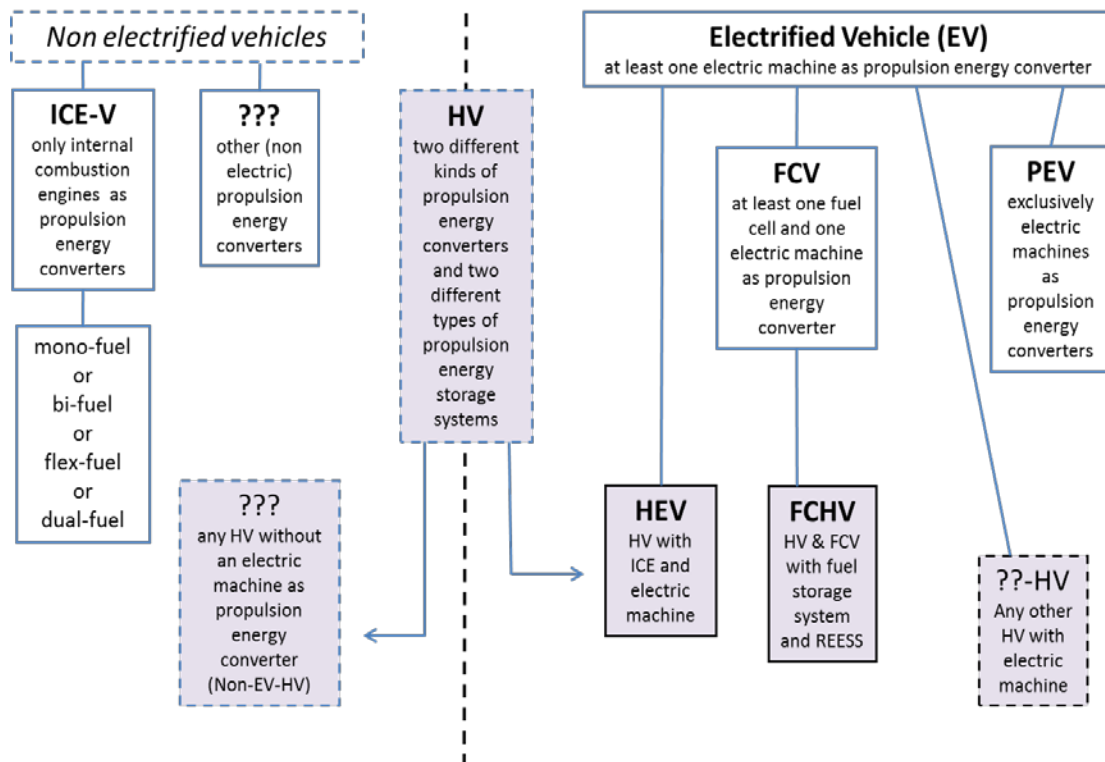 Non electrified vehicles
Electrified Vehicle (EV)
at least one electric machine as propulsion energy converter
ICE-V
only internal
combustion
engines as
propulsion
energy
converters
???
other (non
electric)
propulsion
energy
converters
HV
two different
kinds of
propulsion
energy
converters
and two
different
types of
propulsion
energy
storage
systems
FCV
at least one fuel
cell and one
electric machine
as propulsion
energy
converter
PEV
exclusively
electric
machines
as
propulsion
energy
converters
mono-fuel
or
bi-fuel
or
flex-fuel
or
dual-fuel
???
any HV without
an electric
machine as
propulsion
energy
converter
(Non-EV-HV)
HEV
HV with
ICE and
electric
machine
FCHV
HV & FCV
with fuel
storage
system
and REESS
??-HV
Any other
HV with
electric
machine